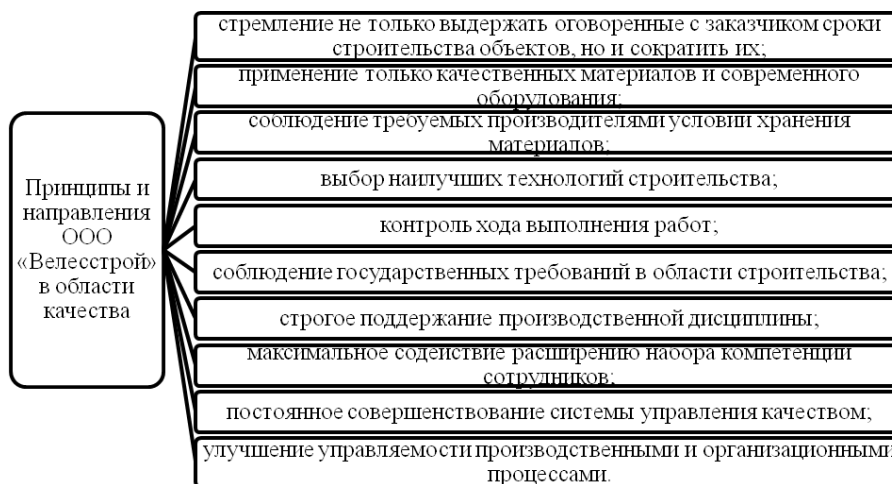 Принципы и
направления
ООО
«Велесстрой»
в области
качества
стремление не только выдержать оговоренные с заказчиком сроки
строительства объектов, но и сократить их;
применение только качественных материалов и современного
оборудования;
соблюдение требуемых производителями условий хранения
материалов;
выбор наилучших технологий строительства;
контроль хода выполнения работ;
соблюдение государственных требований в области строительства;
строгое поддержание производственной дисциплины;
максимальное содействие расширению набора компетенций
сотрудников;
постоянное совершенствование системы управления качеством;
улучшение управляемости производственными и организационными
процессами.